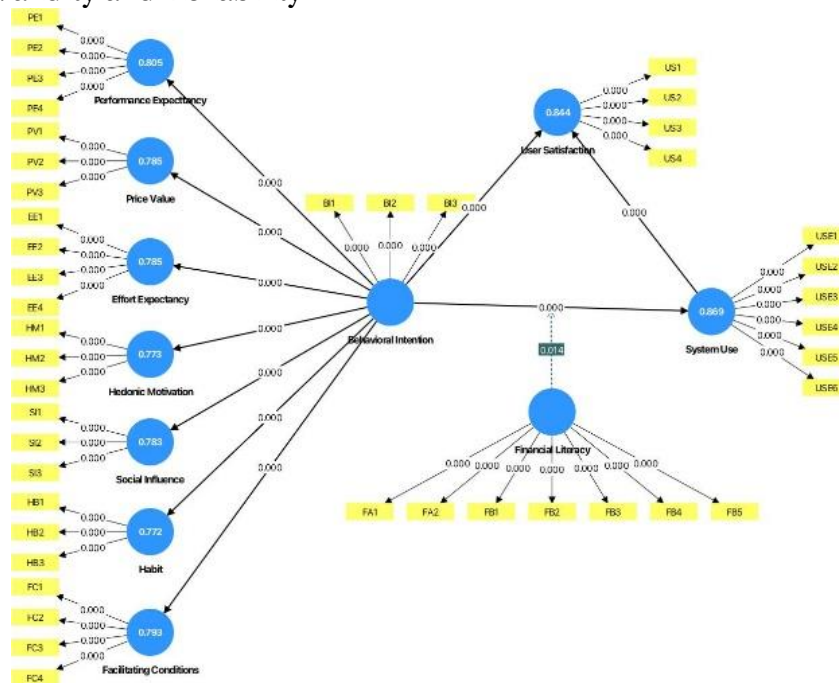 PE1
PE2
PE3
PE4
0.000
0.000
0.000
0.000
0.805
Performance Expectancy
PV1
PV2
PV3
0.000
0.000
0.000
0.785
Price Value
EE1
EE2
EE3
EE4
0.000
0.000
0.000
0.000
0.785
Effort Expectancy
HM1
HM2
HM3
0.000
0.000
0.000
0.773
Hedonic Motivation
SI1
SI2
SI3
0.000
0.000
0.000
0.783
Social Influence
HB1
HB2
HB3
0.000
0.000
0.000
0.772
Habit
FC1
FC2
FC3
FC4
0.000
0.000
0.000
0.000
0.793
Facilitating Conditions
0.000
0.000
0.000
0.000
0.000
0.000
0.000
BI1
BI2
BI3
0.000
0.000
0.000
Behavioral Intention
0.000
0.000
0.000
0.014
0.844
User Satisfaction
0.000
0.000
0.000
0.000
US1
US2
US3
US4
0.869
System Use
0.000
0.000
0.000
0.000
0.000
0.000
USE1
USE2
USE3
USE4
USE5
USE6
Financial Literacy
0.000
0.000
0.000
0.000
0.000
0.000
0.000
FA1
FA2
FB1
FB2
FB3
FB4
FB5